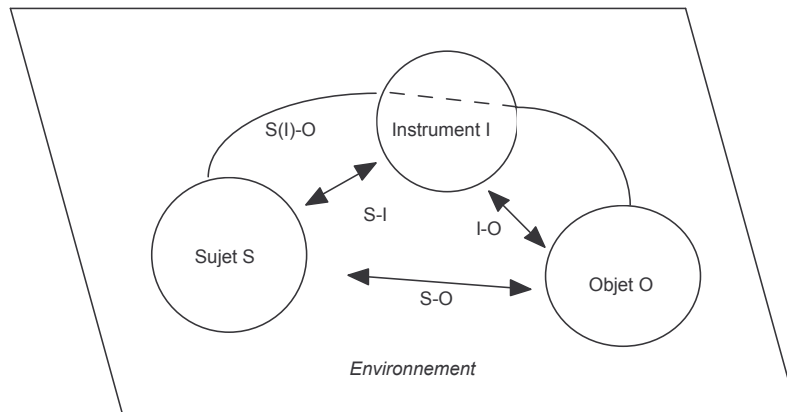 S(I)-O
Instrument I
S-I
I-O
Sujet S
Objet O
S-O
Environnement